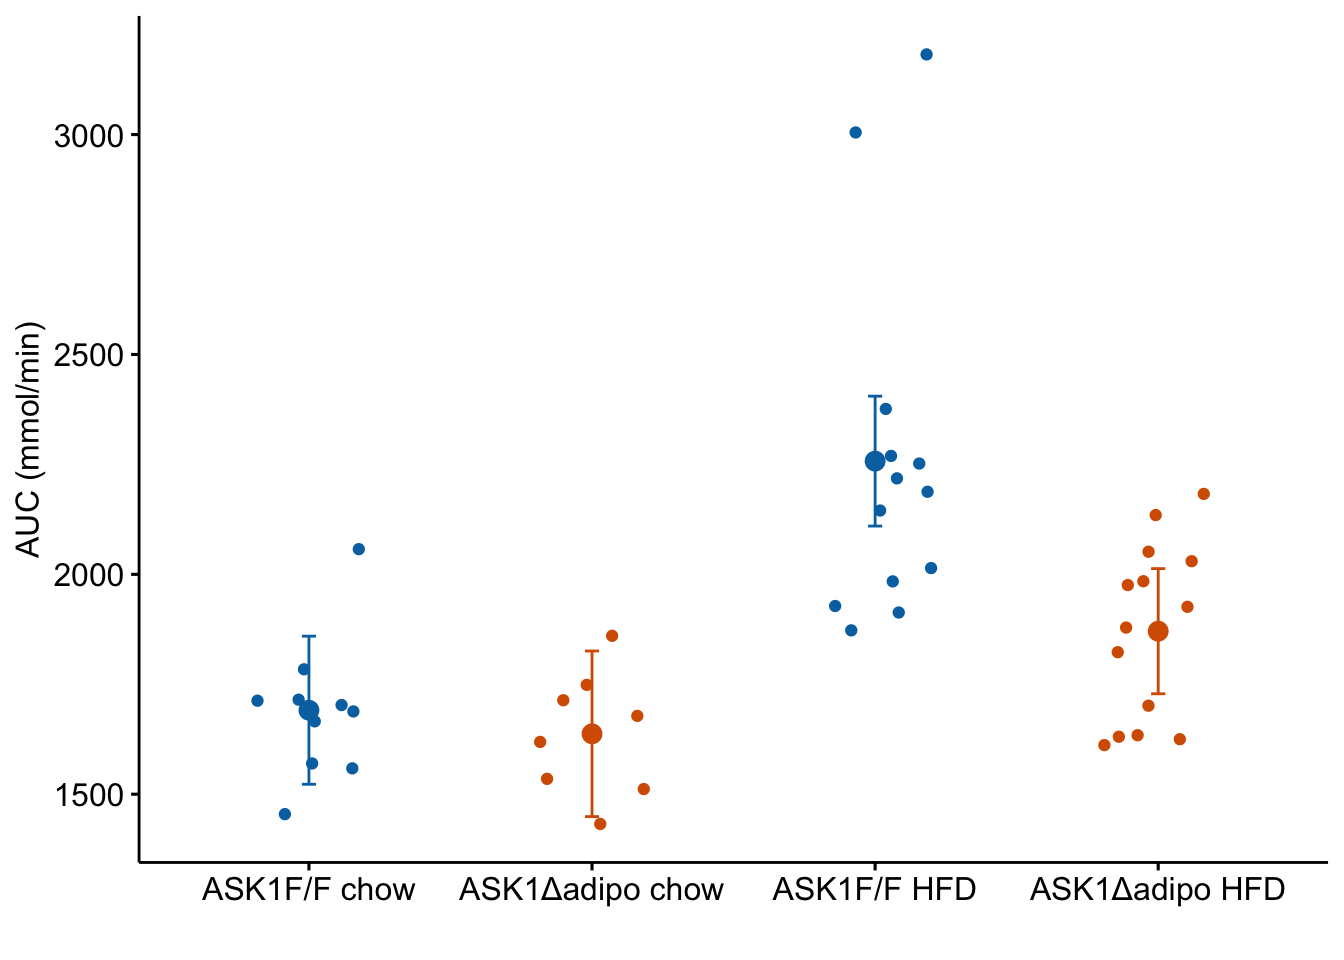 AUC (mmol/min)
3000
2500
2000
1500
ASK1F/F chow ASK1Δadipo chow ASK1F/F HFD ASK1Δadipo HFD